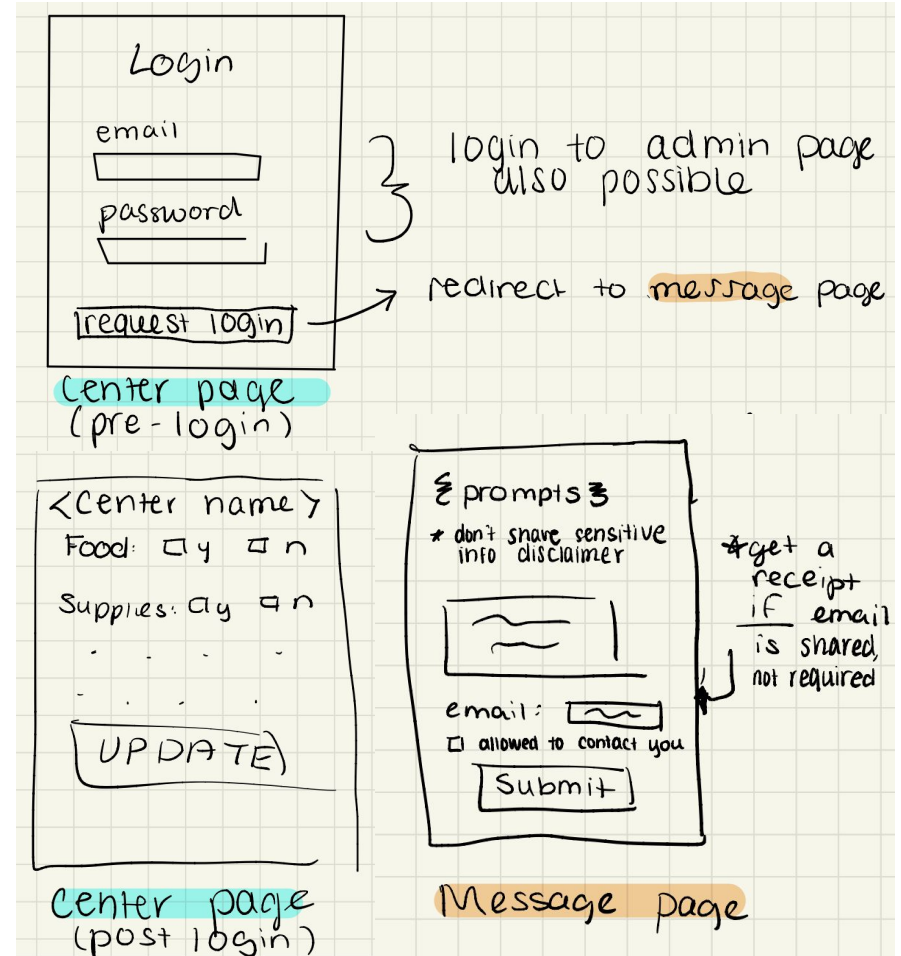 Login
email
password
request login
login to admin page
also possible
redirect to message page
center page
(pre-login)
<Center name>
Food: y n
Supplies: y n
UPDATE
center page
(post login)
{prompts}
* don't share sensitive
info disclaimer
email:
allowed to contact you
Submit
*get a
receipt
if email
is shared,
not required
Message page